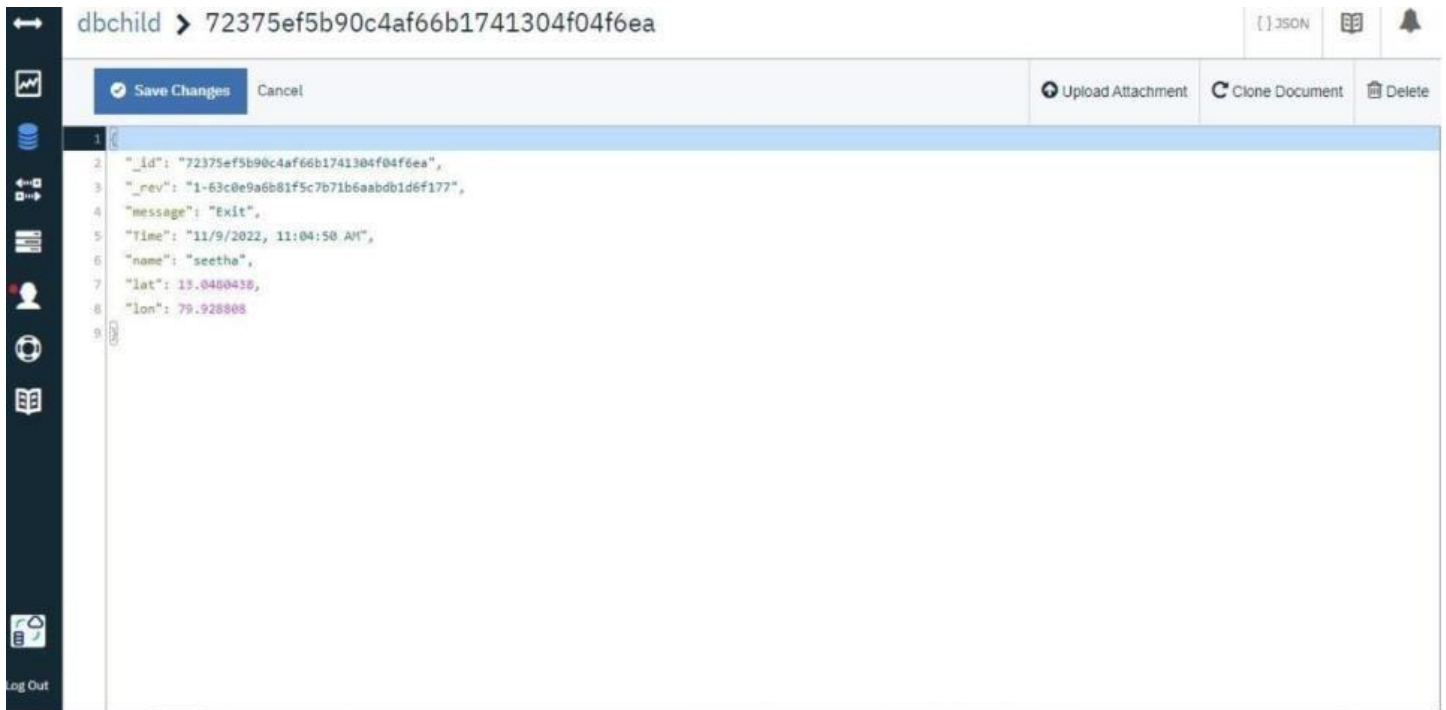 dbchild > 72375ef5b90c4af66b1741304f04f6ea
{ } JSON
Save Changes Cancel Upload Attachment Clone Document Delete
1 {
2 "_id": "72375ef5b90c4af66b1741304f04f6ea",
3 "_rev": "1-63c0e9a6b81f5c7b71b6aabdb1d6f177",
4 "message": "Exit",
5 "Time": "11/9/2022, 11:04:50 AM",
6 "name": "seetha",
7 "lat": 13.0480438,
8 "lon": 79.928808
9 }
Log Out